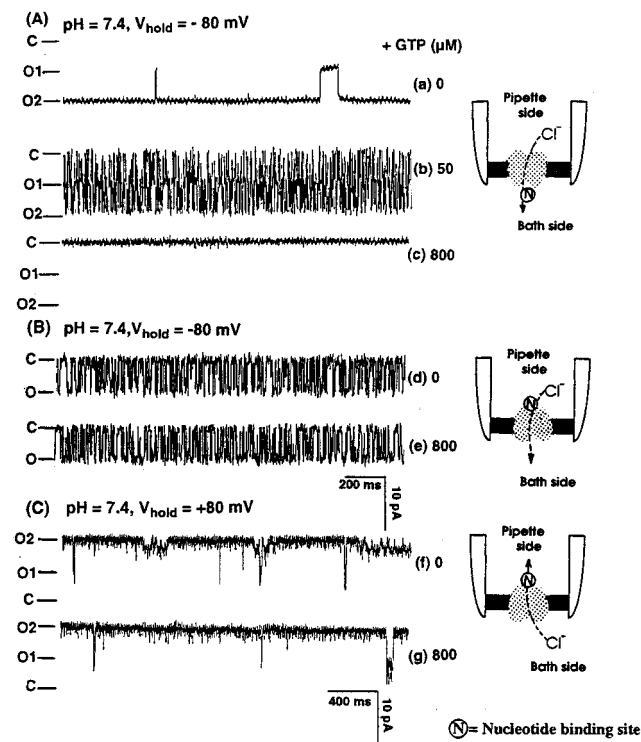 (A) pH = 7.4, Vhold = - 80 mV
C
+ GTP (µM)
O1
(a) 0
O2
Pipette side
Cl-
N
Bath side
C
(b) 50
O1
O2
C
(c) 800
O1
O2
(B) pH = 7.4,Vhold = -80 mV
C
(d) 0
O
C
(e) 800
O
Pipette side
N
Cl-
Bath side
200 ms
10 pA
(C) pH = 7.4, Vhold = +80 mV
O2
(f) 0
O1
C
O2
(g) 800
O1
C
Pipette side
N
Cl-
Bath side
400 ms
10 pA
N = Nucleotide binding site